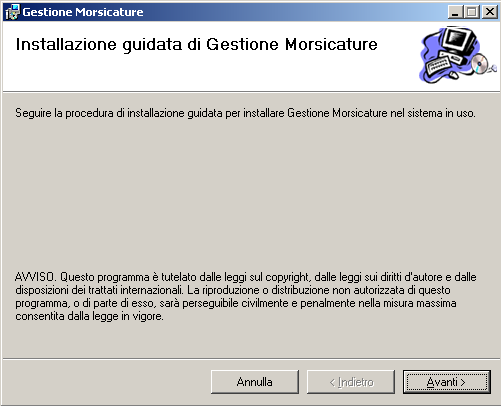 Gestione Morsicature
Installazione guidata di Gestione Morsicature
Seguire la procedura di installazione guidata per installare Gestione Morsicature nel sistema in uso.
AVVISO. Questo programma è tutelato dalle leggi sul copyright, dalle leggi sui diritti d'autore e dalle
disposizioni dei trattati internazionali. La riproduzione o distribuzione non autorizzata di questo
programma, o di parte di esso, sarà perseguibile civilmente e penalmente nella misura massima
consentita dalla legge in vigore.
Annulla
< Indietro
Avanti >